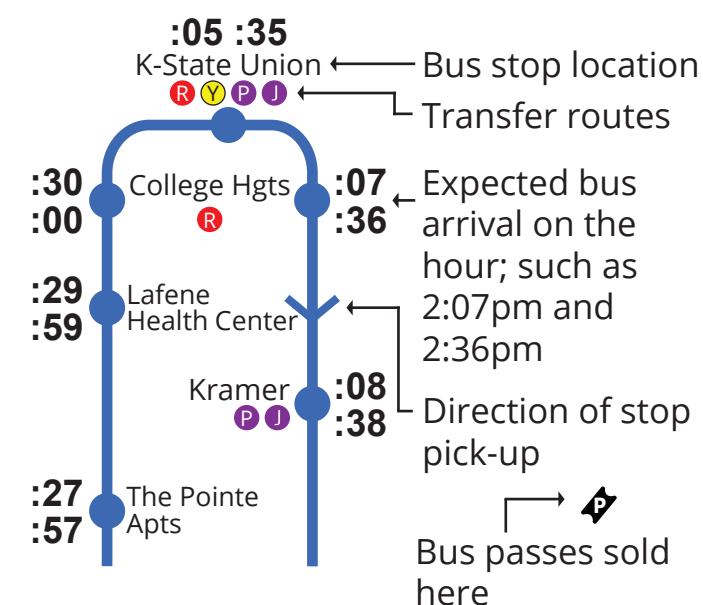 :05 :35
K-State Union
R Y P J
Bus stop location
Transfer routes
:30
:00
College Hgts
R
:07
:36
Expected bus
arrival on the
hour; such as
2:07pm and
2:36pm
:29
:59
Lafene
Health Center
Kramer
P J
:08
:38
Direction of stop
pick-up
:27
:57
The Pointe
Apts
P
Bus passes sold
here